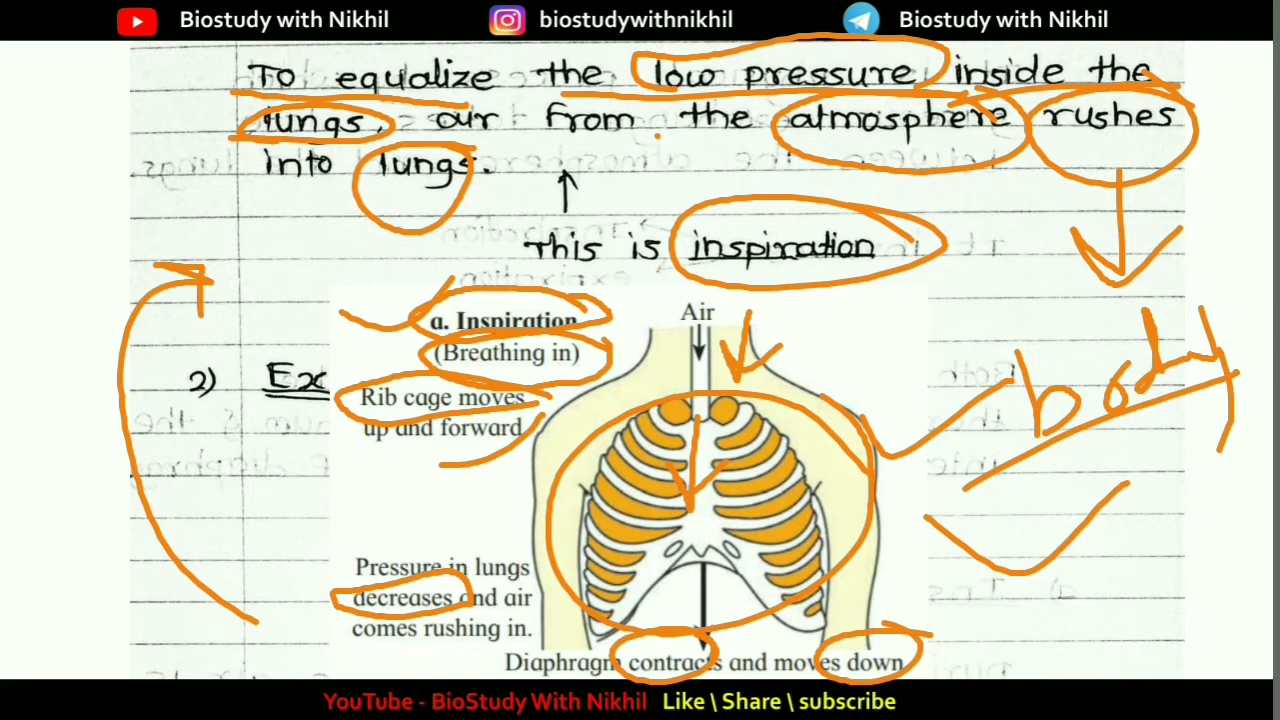 Biostudy with Nikhil
biostudywithnikhil
Biostudy with Nikhil
To equalize the low pressure inside the
lungs, air from the atmosphere rushes
into lungs.
This is inspiration
a. Inspiration
(Breathing in)
Air
2) Ex
Rib cage moves
up and forward
body
Pressure in lungs
decreases and air
comes rushing in.
Diaphragm contracts and moves down
YouTube - BioStudy With Nikhil Like \ Share \ subscribe